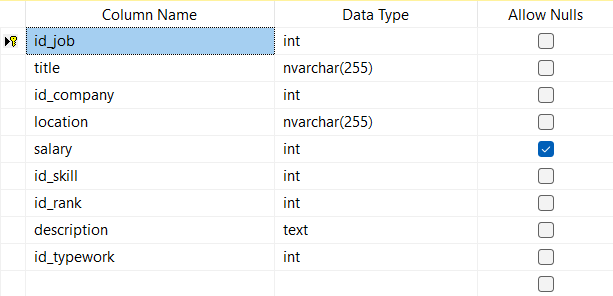 Column Name Data Type Allow Nulls
id_job int
title nvarchar(255)
id_company int
location nvarchar(255)
salary int
id_skill int
id_rank int
description text
id_typework int